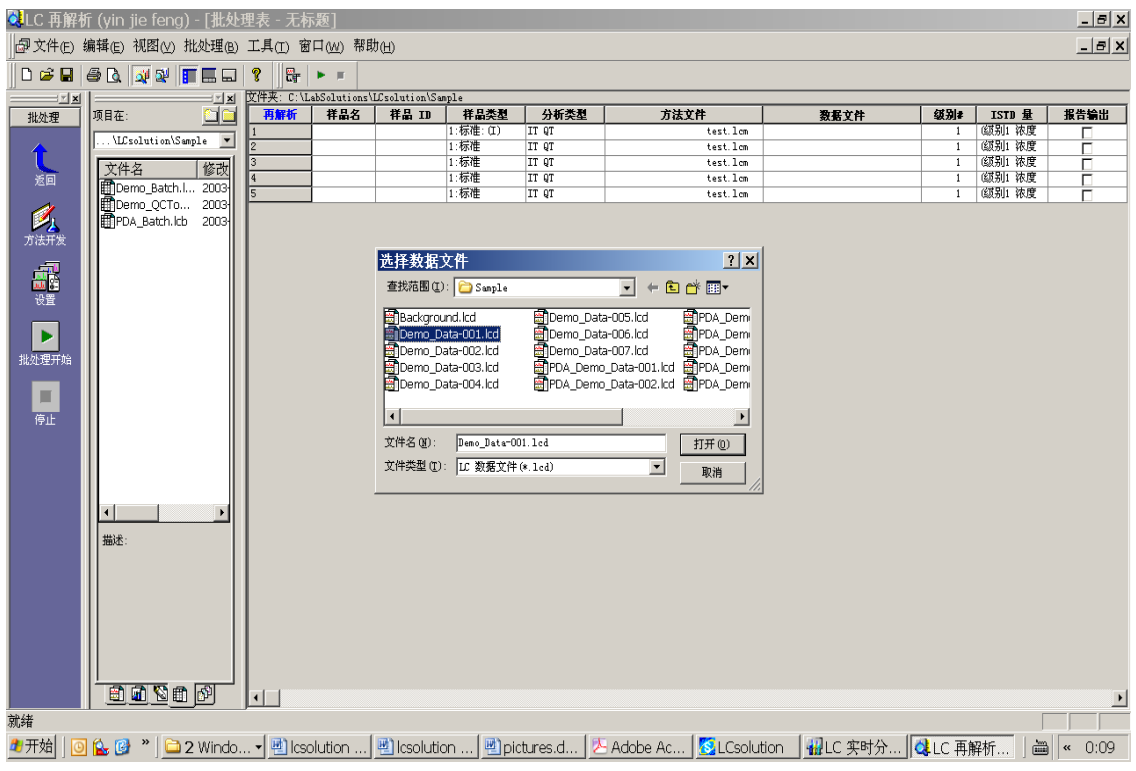 LC 再解析 (yin jie feng) - [批处理表 - 无标题]
文件(E) 编辑(E) 视图(V) 批处理(B) 工具(T) 窗口(W) 帮助(H)
批处理
返回
方法开发
设置
批处理开始
停止
项目在:
...\LCsolution\Sample
文件名 修改
Demo_Batch.l... 2003-
Demo_QCTo... 2003-
PDA_Batch.lcb 2003-
描述:
文件夹: C:\LabSolutions\LCsolution\Sample
再解析 样品名 样品 ID 样品类型 分析类型 方法文件 数据文件 级别# ISTD 量 报告输出
1 1:标准:(I) IT QT test.lcm 1 (级别1 浓度
2 1:标准 IT QT test.lcm 1 (级别1 浓度
3 1:标准 IT QT test.lcm 1 (级别1 浓度
4 1:标准 IT QT test.lcm 1 (级别1 浓度
5 1:标准 IT QT test.lcm 1 (级别1 浓度
选择数据文件
查找范围(I): Sample
Background.lcd Demo_Data-005.lcd PDA_Dem
Demo_Data-001.lcd Demo_Data-006.lcd PDA_Dem
Demo_Data-002.lcd Demo_Data-007.lcd PDA_Dem
Demo_Data-003.lcd PDA_Demo_Data-001.lcd PDA_Dem
Demo_Data-004.lcd PDA_Demo_Data-002.lcd PDA_Dem
文件名(N): Demo_Data-001.lcd 打开(O)
文件类型(T): LC 数据文件(*.lcd) 取消
就绪
开始 » 2 Windo... lcsolution ... lcsolution ... pictures.d... Adobe Ac... LCsolution LC 实时分... LC 再解析... « 0:09